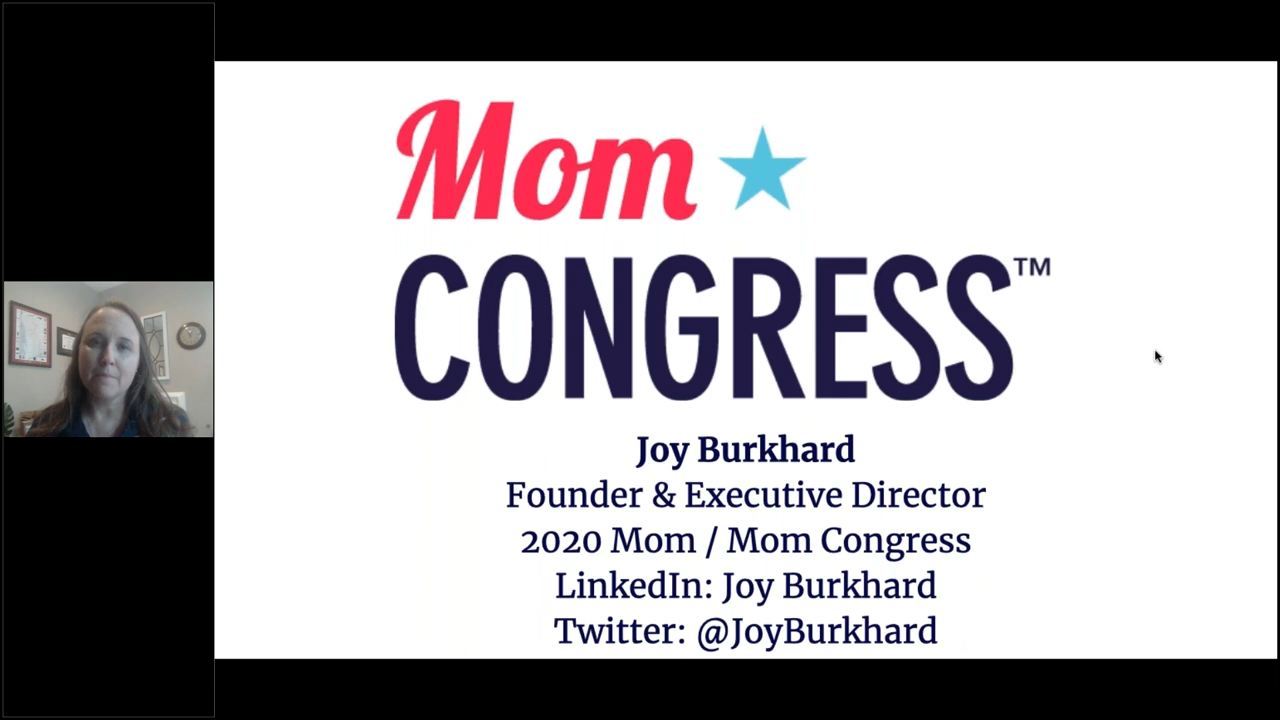 Mom
CONGRESS™
Joy Burkhard
Founder & Executive Director
2020 Mom / Mom Congress
LinkedIn: Joy Burkhard
Twitter: @JoyBurkhard